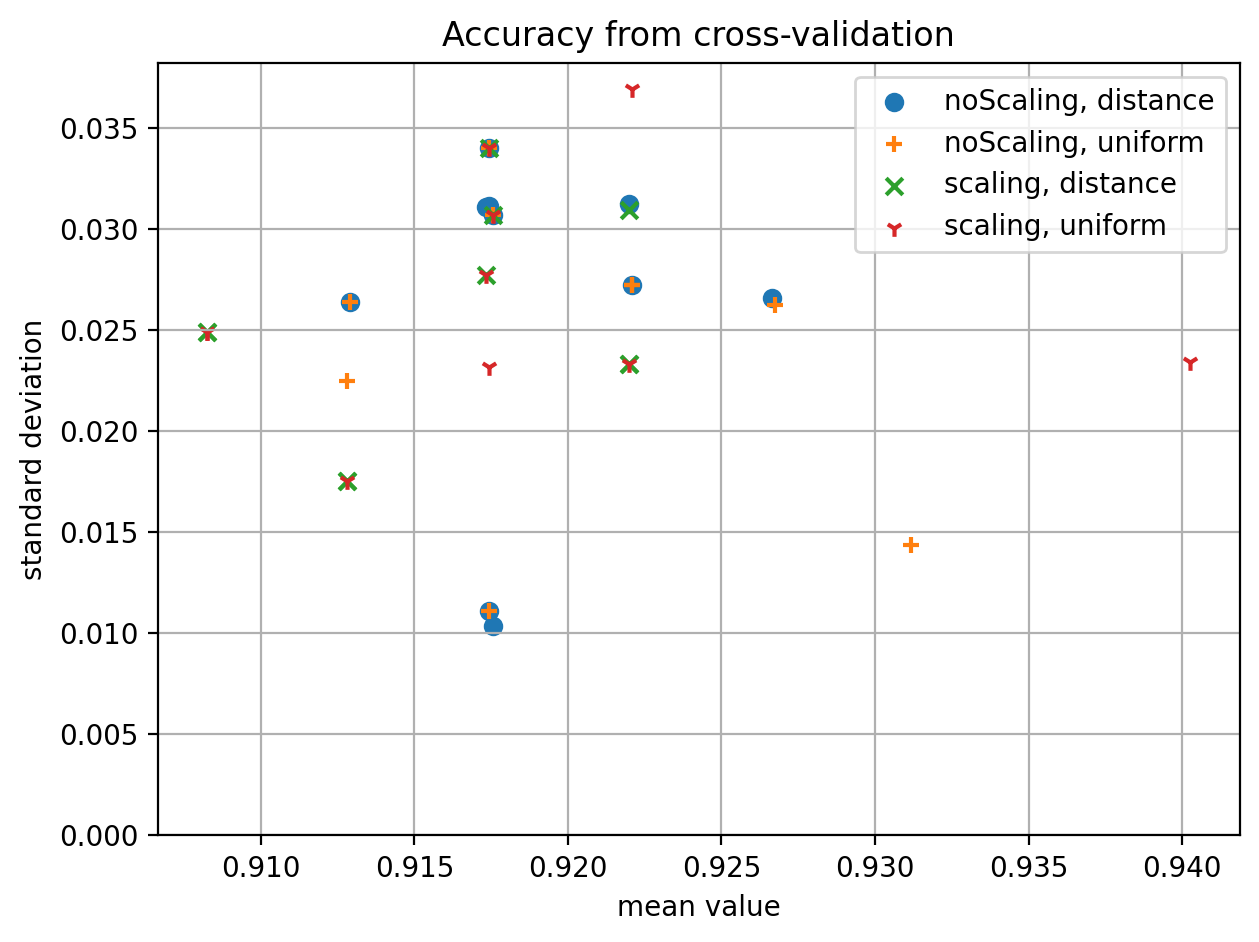 Accuracy from cross-validation
noScaling, distance
noScaling, uniform
scaling, distance
scaling, uniform
standard deviation
0.035
0.030
0.025
0.020
0.015
0.010
0.005
0.000
0.910 0.915 0.920 0.925 0.930 0.935 0.940
mean value